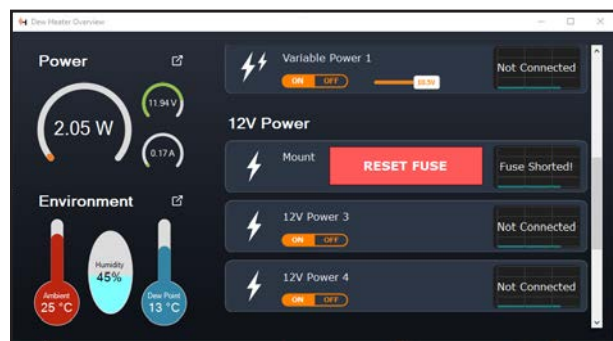 Dew Heater Overview
Power
2.05 W
11.94 V
0.17 A
Environment
Ambient
25 °C
Humidity
45%
Dew Point
13 °C
Variable Power 1
ON OFF
10.5V
Not Connected
12V Power
Mount
RESET FUSE
Fuse Shorted!
12V Power 3
ON OFF
Not Connected
12V Power 4
ON OFF
Not Connected